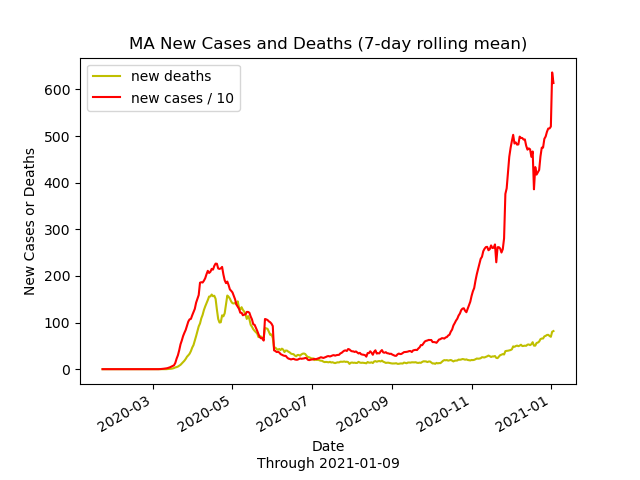 MA New Cases and Deaths (7-day rolling mean)
new deaths
new cases / 10
600
500
400
300
200
100
0
New Cases or Deaths
2020-03
2020-05
2020-07
2020-09
2020-11
2021-01
Date
Through 2021-01-09